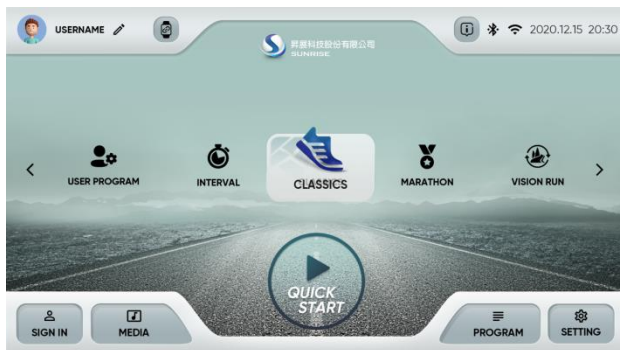 USERNAME
2020.12.15 20:30
昇展科技股份有限公司
SUNRISE
USER PROGRAM
INTERVAL
CLASSICS
MARATHON
VISION RUN
QUICK
START
SIGN IN
MEDIA
PROGRAM
SETTING